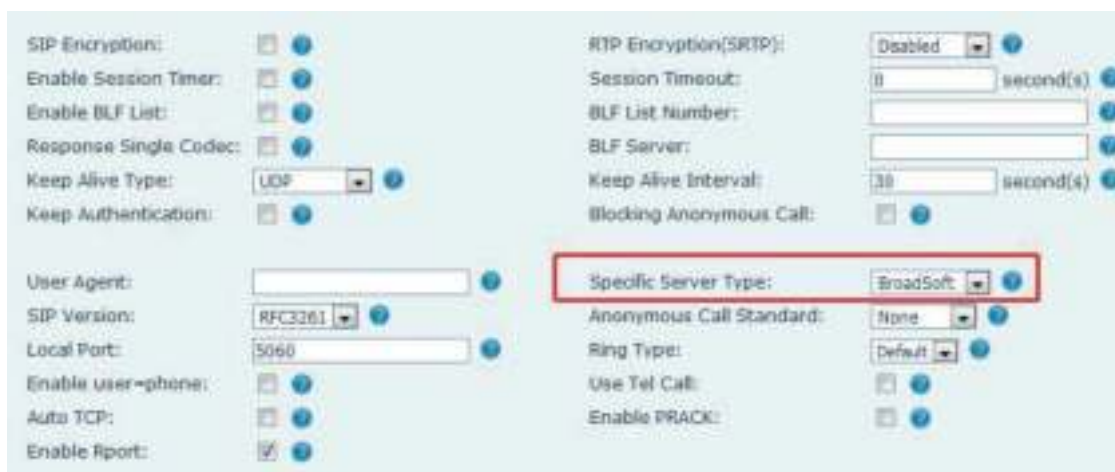 SIP Encryption: RTP Encryption(SRTP): Disabled
Enable Session Timer: Session Timeout: 0 second(s)
Enable BLF List: BLF List Number:
Response Single Codec: BLF Server:
Keep Alive Type: UDP Keep Alive Interval: 30 second(s)
Keep Authentication: Blocking Anonymous Call:
User Agent: Specific Server Type: BroadSoft
SIP Version: RFC3261 Anonymous Call Standard: None
Local Port: 5060 Ring Type: Default
Enable user=phone: Use Tel Call:
Auto TCP: Enable PRACK:
Enable Rport: